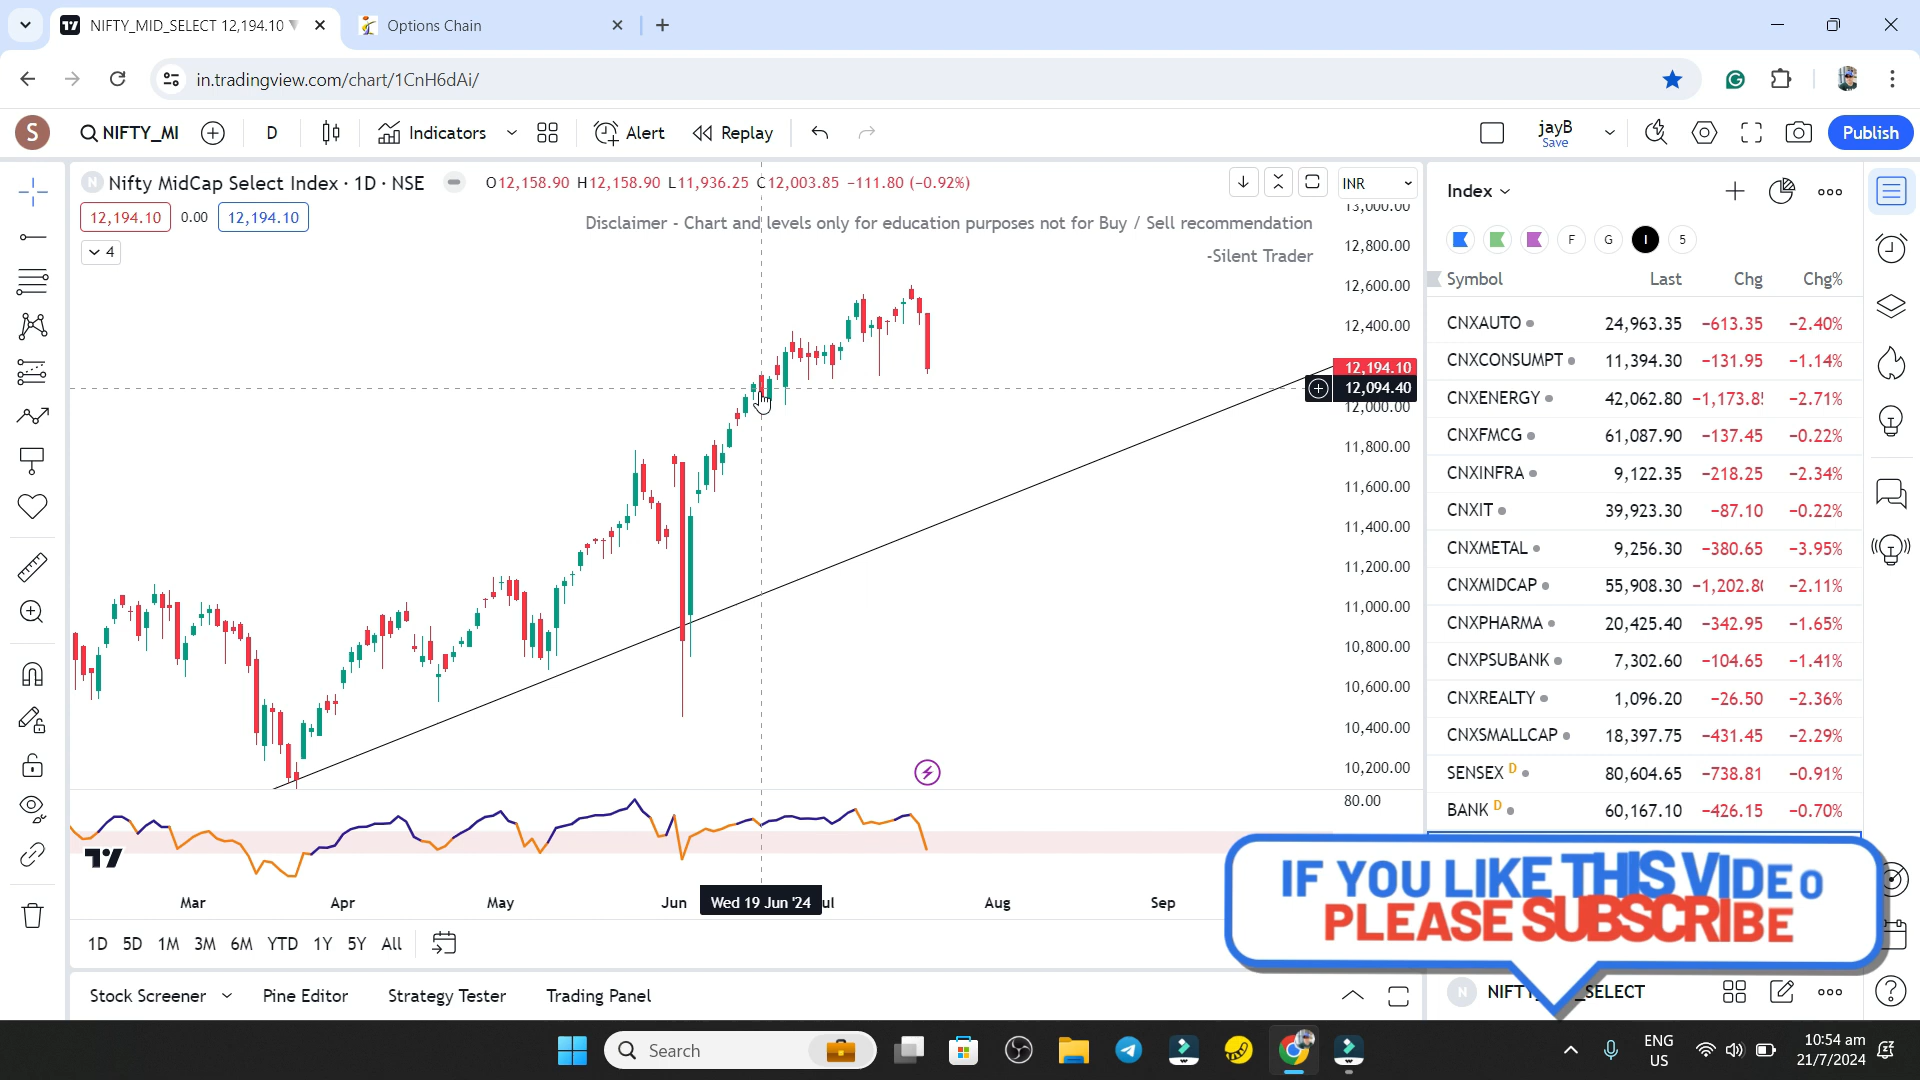 NIFTY_MID_SELECT 12,194.10
Options Chain
in.tradingview.com/chart/1CnH6dAi/
S
NIFTY_MI
D
Indicators
Alert
Replay
jayB
Save
Publish
N
Nifty MidCap Select Index · 1D · NSE
O12,158.90 H12,158.90 L11,936.25 C12,003.85 −111.80 (−0.92%)
INR
12,194.10
0.00
12,194.10
4
Disclaimer - Chart and levels only for education purposes not for Buy / Sell recommendation
-Silent Trader
13,000.00
12,800.00
12,600.00
12,400.00
12,194.10
12,094.40
12,000.00
11,800.00
11,600.00
11,400.00
11,200.00
11,000.00
10,800.00
10,600.00
10,400.00
10,200.00
80.00
Mar
Apr
May
Jun
Wed 19 Jun '24
ul
Aug
Sep
1D 5D 1M 3M 6M YTD 1Y 5Y All
Stock Screener
Pine Editor
Strategy Tester
Trading Panel
Index
F G I 5
Symbol Last Chg Chg%
CNXAUTO 24,963.35 −613.35 −2.40%
CNXCONSUMPT 11,394.30 −131.95 −1.14%
CNXENERGY 42,062.80 −1,173.8 −2.71%
CNXFMCG 61,087.90 −137.45 −0.22%
CNXINFRA 9,122.35 −218.25 −2.34%
CNXIT 39,923.30 −87.10 −0.22%
CNXMETAL 9,256.30 −380.65 −3.95%
CNXMIDCAP 55,908.30 −1,202.8 −2.11%
CNXPHARMA 20,425.40 −342.95 −1.65%
CNXPSUBANK 7,302.60 −104.65 −1.41%
CNXREALTY 1,096.20 −26.50 −2.36%
CNXSMALLCAP 18,397.75 −431.45 −2.29%
SENSEX D 80,604.65 −738.81 −0.91%
BANK D 60,167.10 −426.15 −0.70%
IF YOU LIKE THIS VIDEO
PLEASE SUBSCRIBE
N
NIFT
SELECT
Search
ENG
US
10:54 am
21/7/2024